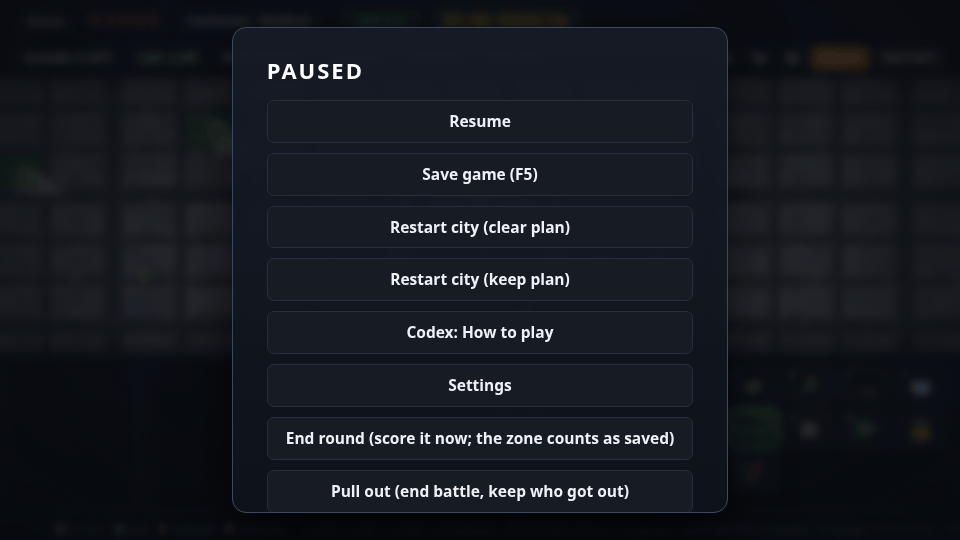 PAUSED
Resume
Save game (F5)
Restart city (clear plan)
Restart city (keep plan)
Codex: How to play
Settings
End round (score it now; the zone counts as saved)
Pull out (end battle, keep who got out)